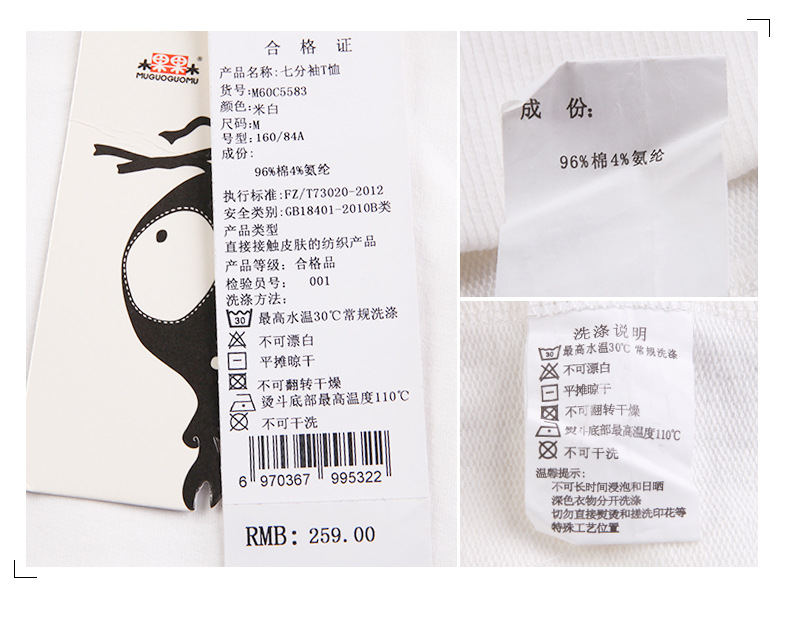 木果果木®
MUGUOGUOMU
合格证
产品名称:七分袖T恤
货号:M60C5583
颜色:米白
尺码:M
号型:160/84A
成份:
96%棉4%氨纶
执行标准:FZ/T73020-2012
安全类别:GB18401-2010B类
产品类型
直接接触皮肤的纺织产品
产品等级: 合格品
检验员号: 001
洗涤方法:
30 最高水温30℃常规洗涤
不可漂白
平摊晾干
不可翻转干燥
熨斗底部最高温度110℃
不可干洗
6 970367 995322
RMB: 259.00
成 份:
96%棉4%氨纶
洗涤说明
30 最高水温30℃ 常规洗涤
不可漂白
平摊晾干
不可翻转干燥
熨斗底部最高温度110℃
不可干洗
温馨提示:
不可长时间浸泡和日晒
深色衣物分开洗涤
切勿直接熨烫和搓洗印花等
特殊工艺位置